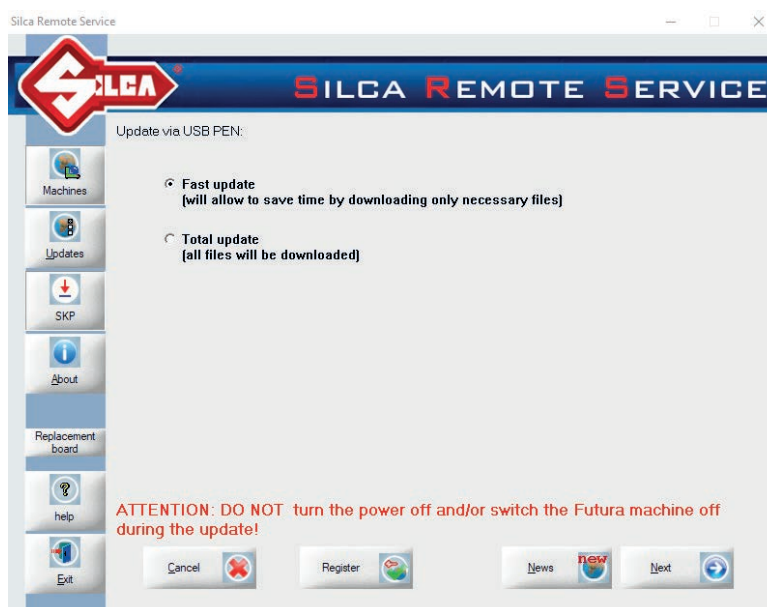 Silca Remote Service
SILCA
SILCA REMOTE SERVICE
Update via USB PEN:
Fast update
(will allow to save time by downloading only necessary files)
Total update
(all files will be downloaded)
Machines
Updates
SKP
About
Replacement
board
help
Exit
ATTENTION: DO NOT turn the power off and/or switch the Futura machine off
during the update!
Cancel
Register
News
new
Next